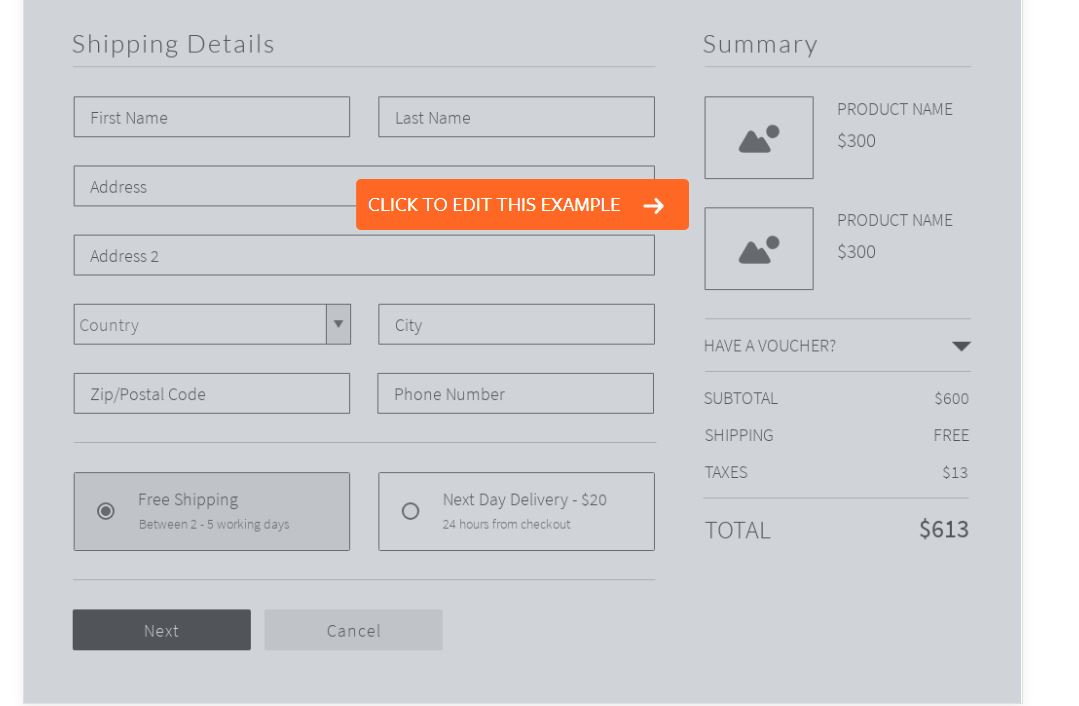 Shipping Details
First Name
Last Name
Address
CLICK TO EDIT THIS EXAMPLE
Address 2
Country
City
Zip/Postal Code
Phone Number
Free Shipping
Between 2 - 5 working days
Next Day Delivery - $20
24 hours from checkout
Next
Cancel
Summary
PRODUCT NAME
$300
PRODUCT NAME
$300
HAVE A VOUCHER?
SUBTOTAL $600
SHIPPING FREE
TAXES $13
TOTAL $613